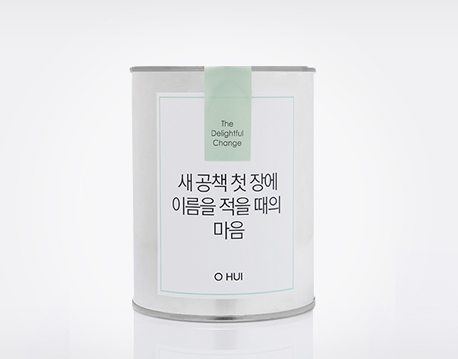 The
Delightful
Change
새 공책 첫 장에
이름을 적을 때의
마음
O HUI